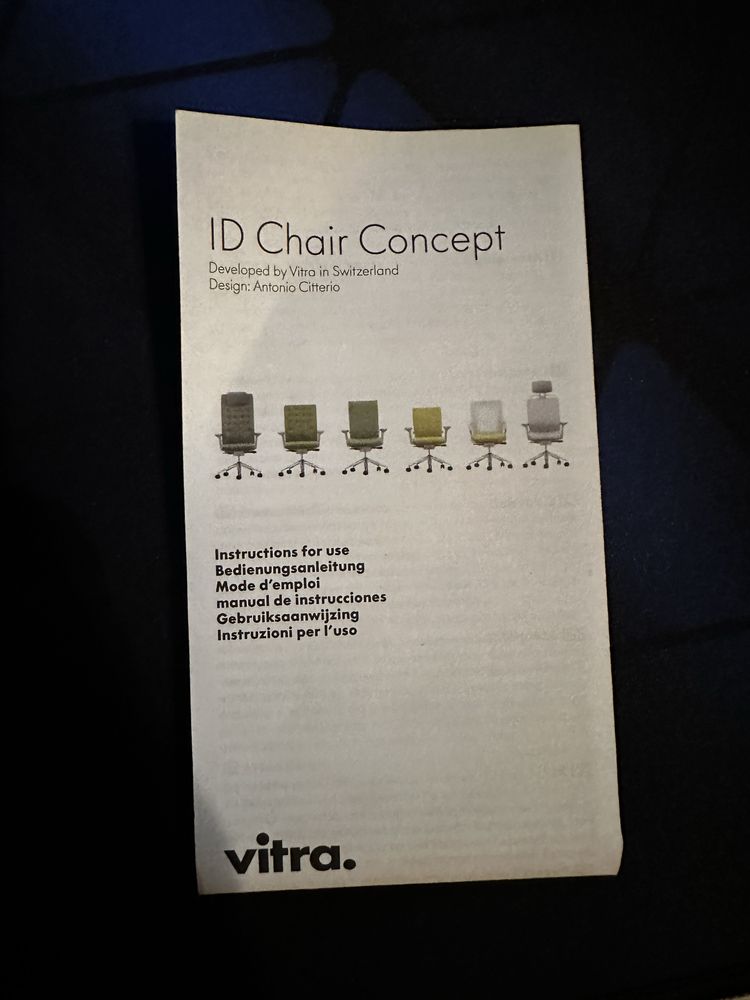 ID Chair Concept
Developed by Vitra in Switzerland
Design: Antonio Citterio
Instructions for use
Bedienungsanleitung
Mode d'emploi
manual de instrucciones
Gebruiksaanwijzing
Instruzioni per l'uso
vitra.